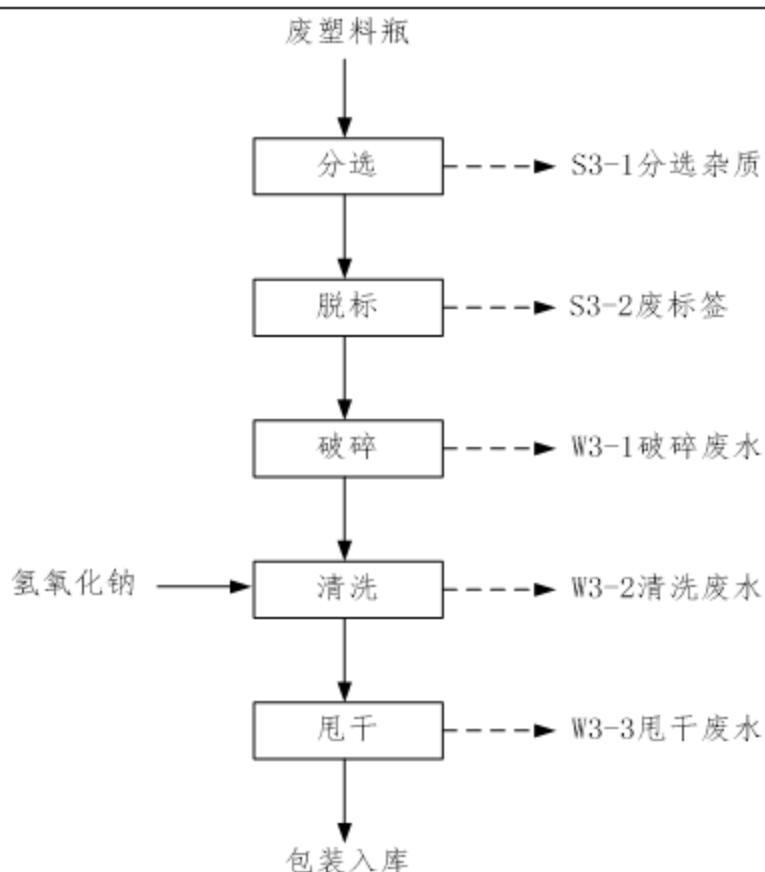 废塑料瓶
分选
S3-1分选杂质
脱标
S3-2废标签
破碎
W3-1破碎废水
氢氧化钠
清洗
W3-2清洗废水
甩干
W3-3甩干废水
包装入库